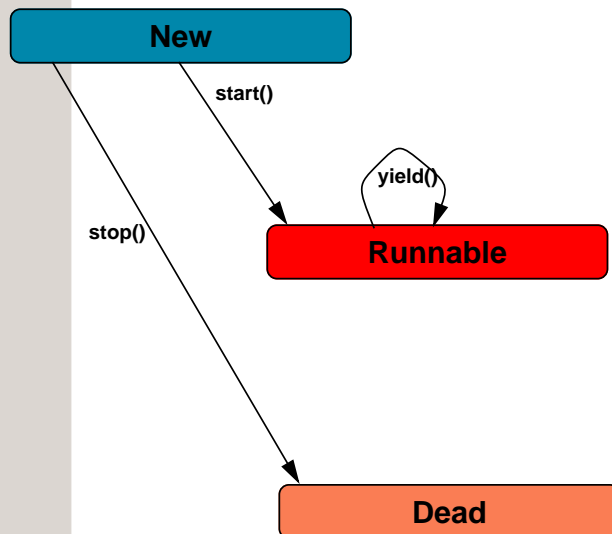 New
start()
yield()
stop()
Runnable
Dead